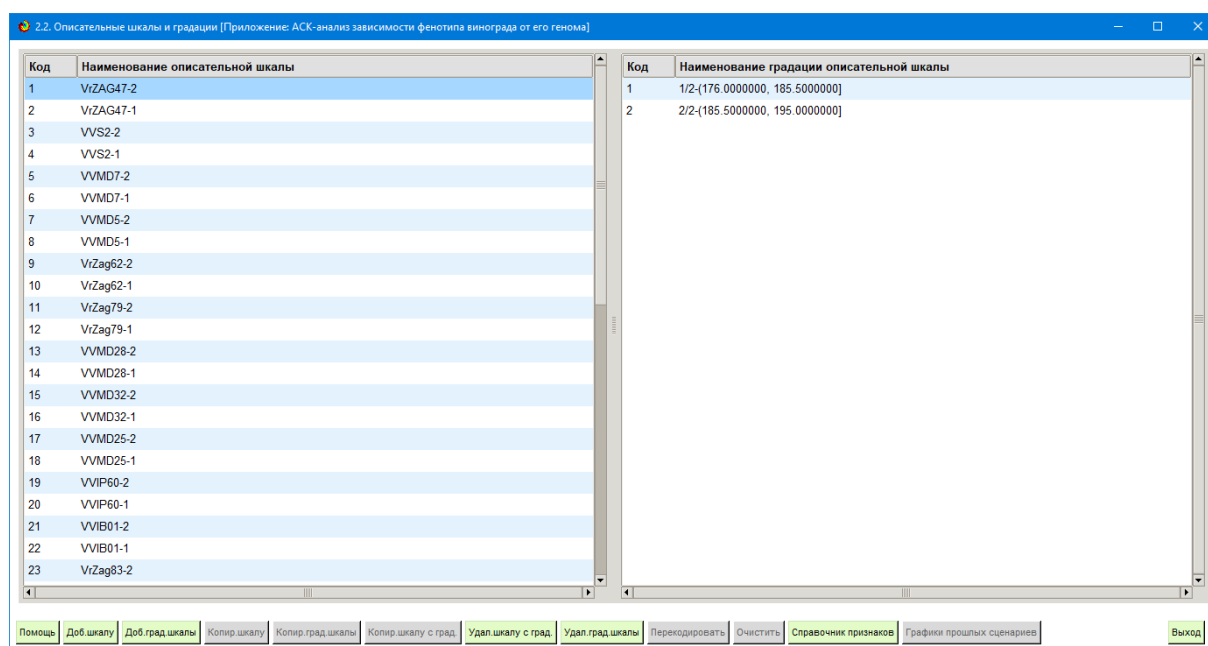 2.2. Описательные шкалы и градации [Приложение: АСК-анализ зависимости фенотипа винограда от его генома]
Код Наименование описательной шкалы
1 VrZAG47-2
2 VrZAG47-1
3 VVS2-2
4 VVS2-1
5 VVMD7-2
6 VVMD7-1
7 VVMD5-2
8 VVMD5-1
9 VrZag62-2
10 VrZag62-1
11 VrZag79-2
12 VrZag79-1
13 VVMD28-2
14 VVMD28-1
15 VVMD32-2
16 VVMD32-1
17 VVMD25-2
18 VVMD25-1
19 VVIP60-2
20 VVIP60-1
21 VVIB01-2
22 VVIB01-1
23 VrZag83-2
Код Наименование градации описательной шкалы
1 1/2-(176.0000000, 185.5000000]
2 2/2-(185.5000000, 195.0000000]
Помощь Доб.шкалу Доб.град.шкалы Копир.шкалу Копир.град.шкалы Копир.шкалу с град. Удал.шкалу с град. Удал.град.шкалы Перекодировать Очистить Справочник признаков Графики прошлых сценариев Выход